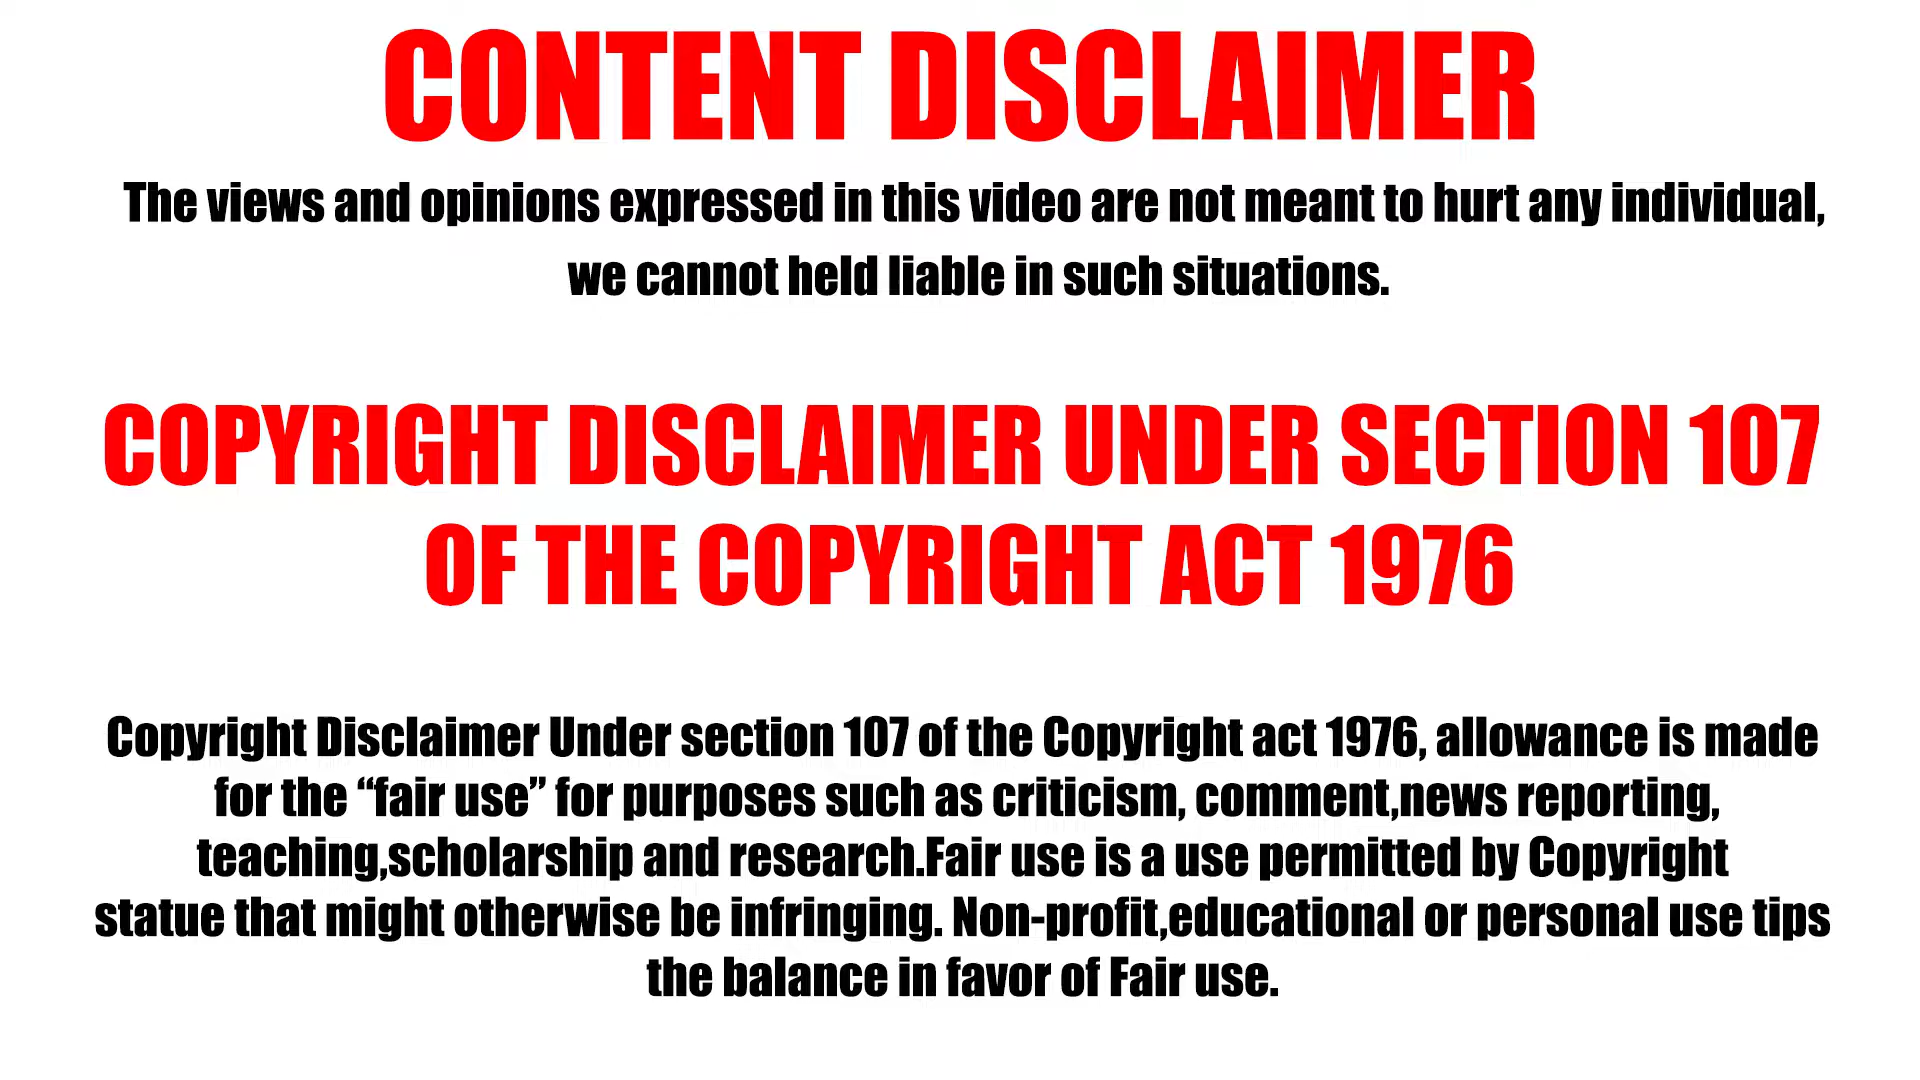 CONTENT DISCLAIMER
The views and opinions expressed in this video are not meant to hurt any individual,
we cannot held liable in such situations.
COPYRIGHT DISCLAIMER UNDER SECTION 107
OF THE COPYRIGHT ACT 1976
Copyright Disclaimer Under section 107 of the Copyright act 1976, allowance is made
for the “fair use” for purposes such as criticism, comment,news reporting,
teaching,scholarship and research.Fair use is a use permitted by Copyright
statue that might otherwise be infringing. Non-profit,educational or personal use tips
the balance in favor of Fair use.